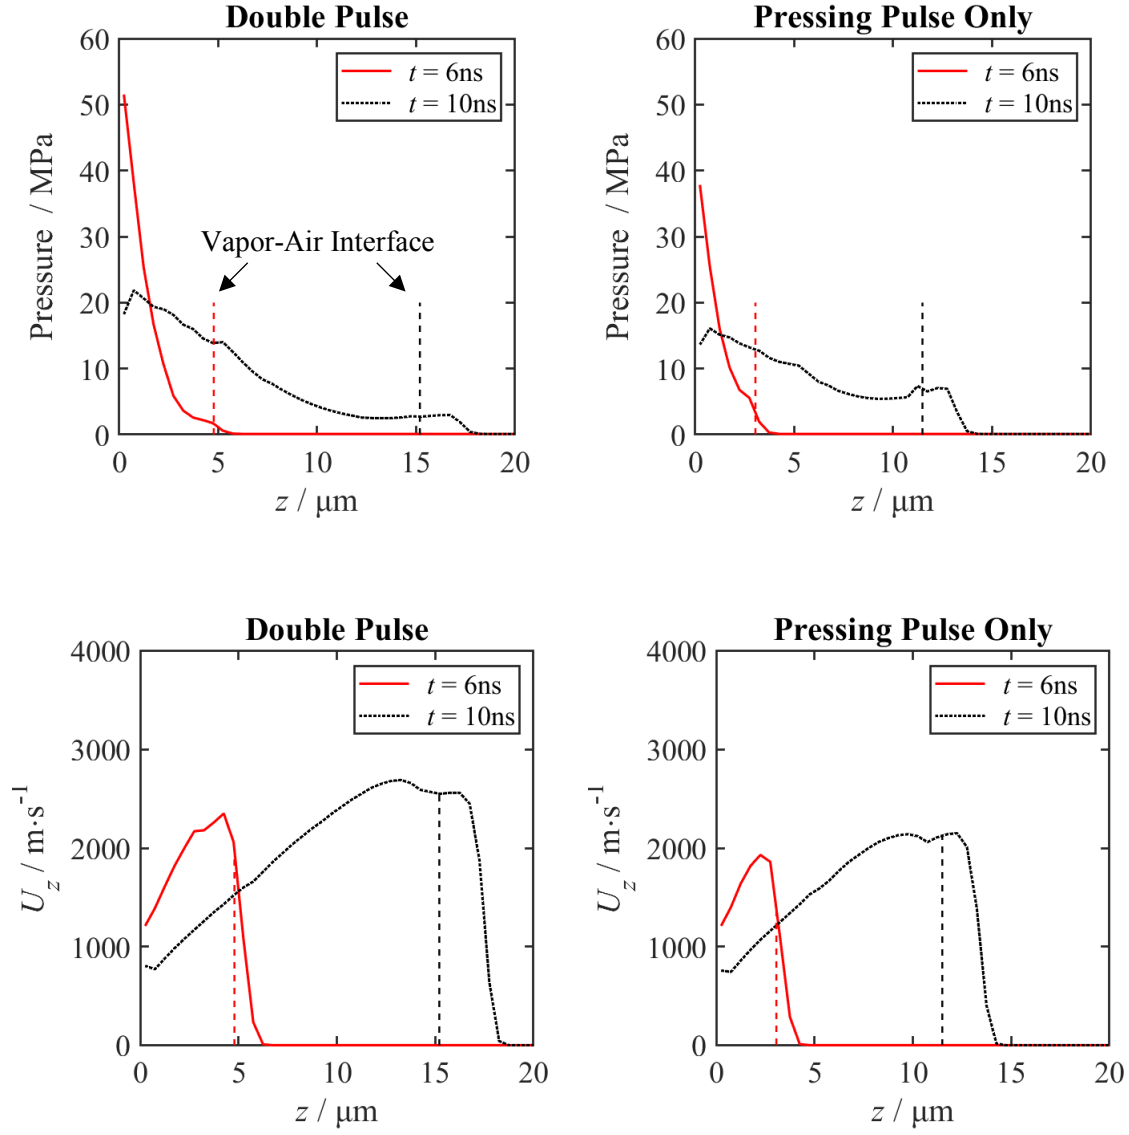 Double Pulse
60
50
40
30
20
10
0
Pressure / MPa
t = 6ns
t = 10ns
Vapor-Air Interface
0 5 10 15 20
z / μm
Pressing Pulse Only
60
50
40
30
20
10
0
Pressure / MPa
t = 6ns
t = 10ns
0 5 10 15 20
z / μm
Double Pulse
4000
3000
2000
1000
0
U_z / m·s^-1
t = 6ns
t = 10ns
0 5 10 15 20
z / μm
Pressing Pulse Only
4000
3000
2000
1000
0
U_z / m·s^-1
t = 6ns
t = 10ns
0 5 10 15 20
z / μm